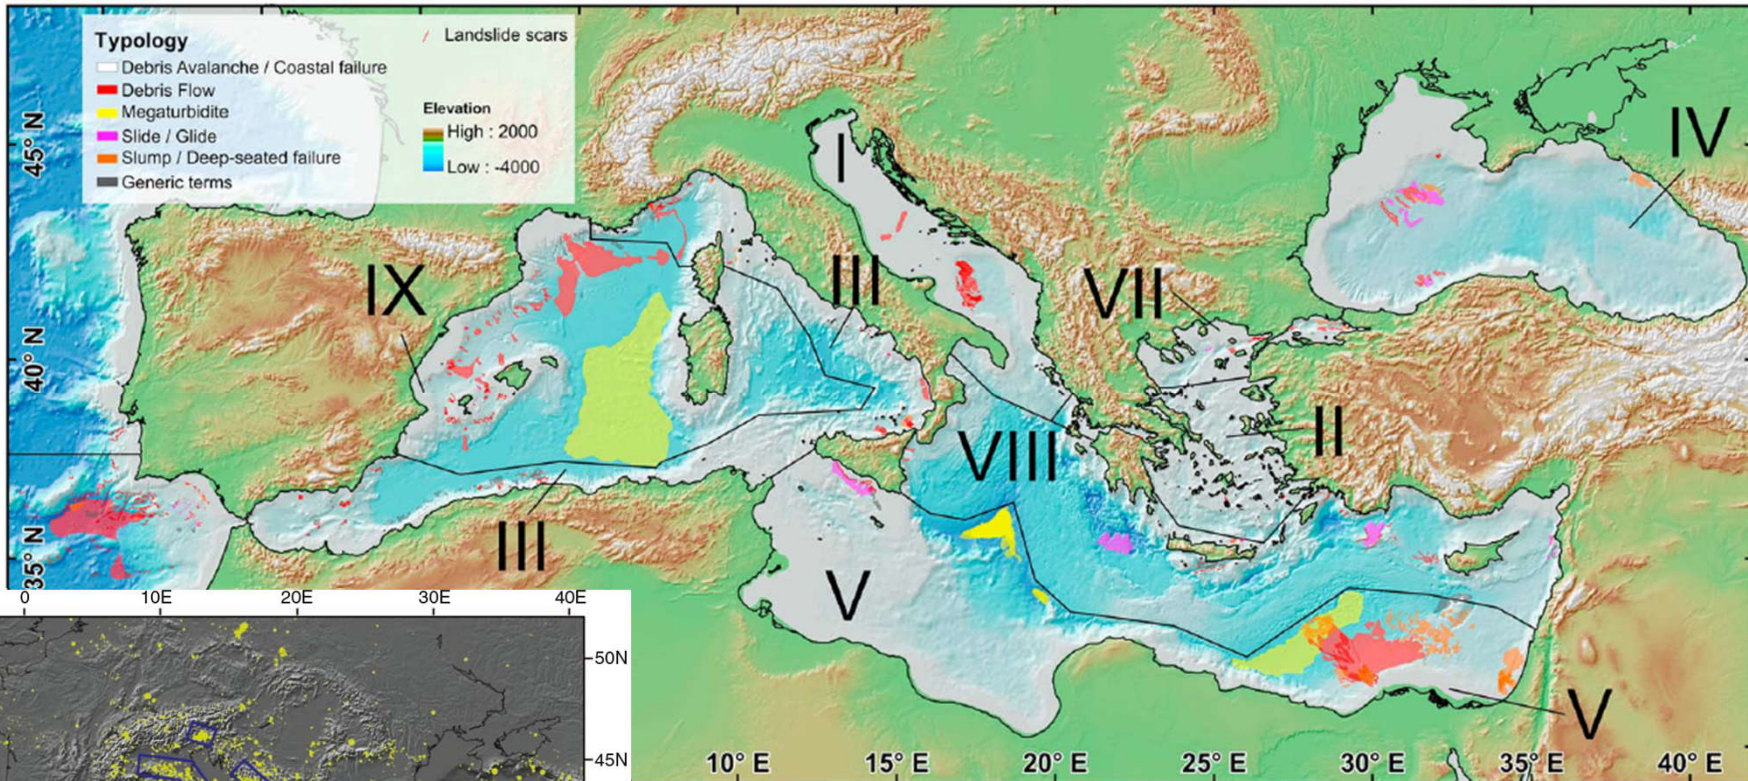 Typology
Debris Avalanche / Coastal failure
Debris Flow
Megaturbidite
Slide / Glide
Slump / Deep-seated failure
Generic terms
Landslide scars
Elevation
High : 2000
Low : -4000
45° N
40° N
35° N
I
IV
IX
III
VII
VIII
II
III
V
V
10° E
15° E
20° E
25° E
30° E
35° E
40° E
0
10E
20E
30E
40E
50N
45N